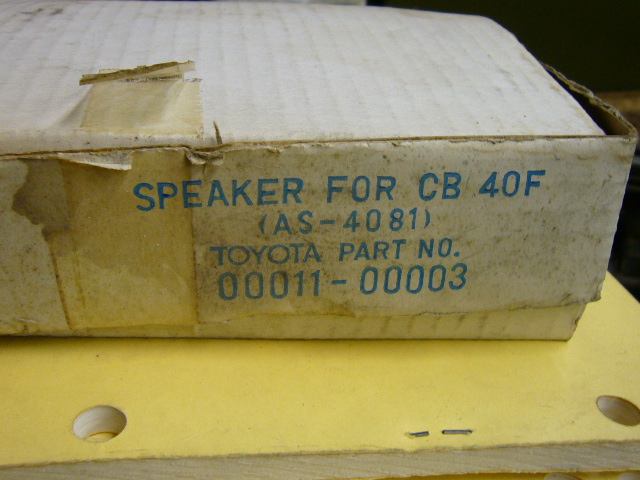 SPEAKER FOR CB 40F
(AS-4081)
TOYOTA PART NO.
00011-00003